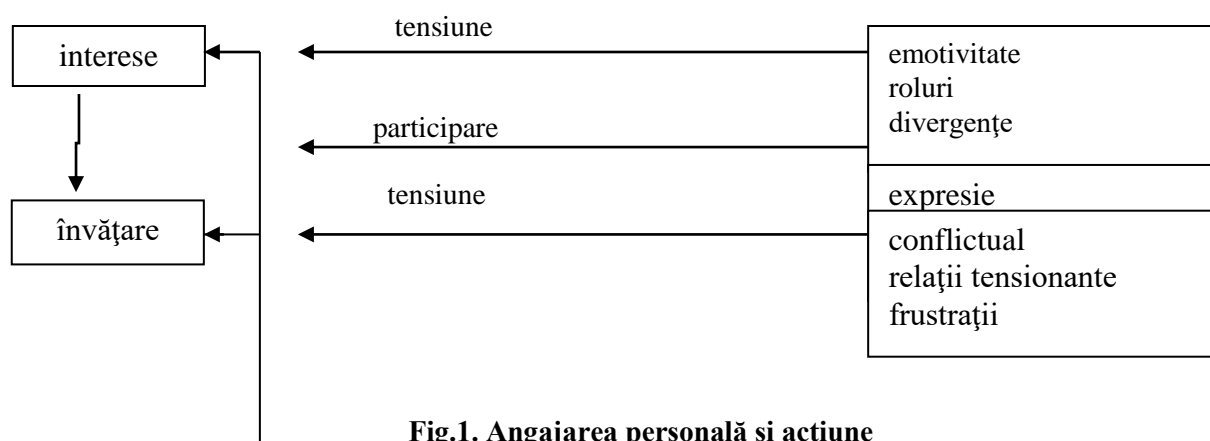 tensiune
interese
emotivitate
roluri
divergenţe
participare
tensiune
expresie
învăţare
conflictual
relaţii tensionante
frustraţii
Fig.1. Angajarea personală şi acţiune